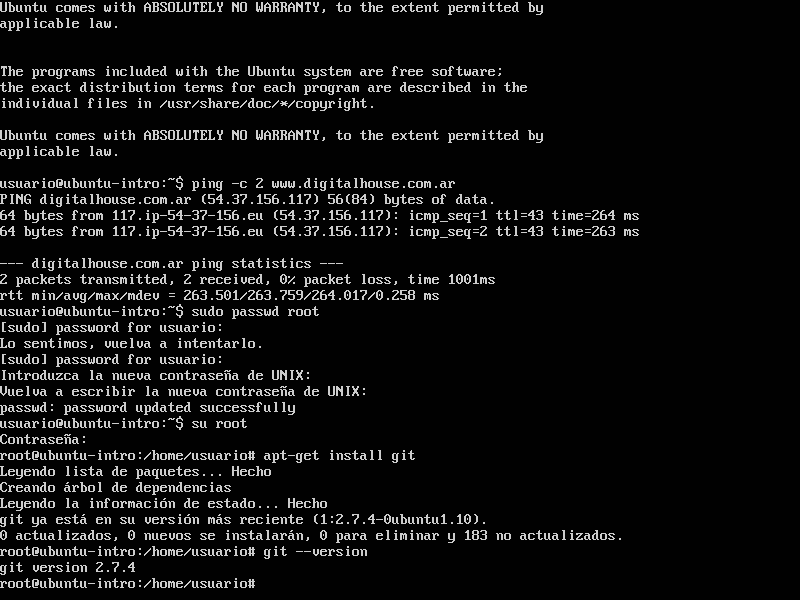 Ubuntu comes with ABSOLUTELY NO WARRANTY, to the extent permitted by
applicable law.
The programs included with the Ubuntu system are free software;
the exact distribution terms for each program are described in the
individual files in /usr/share/doc/*/copyright.
Ubuntu comes with ABSOLUTELY NO WARRANTY, to the extent permitted by
applicable law.
usuario@ubuntu-intro:~$ ping -c 2 www.digitalhouse.com.ar
PING digitalhouse.com.ar (54.37.156.117) 56(84) bytes of data.
64 bytes from 117.ip-54-37-156.eu (54.37.156.117): icmp_seq=1 ttl=43 time=264 ms
64 bytes from 117.ip-54-37-156.eu (54.37.156.117): icmp_seq=2 ttl=43 time=263 ms
--- digitalhouse.com.ar ping statistics ---
2 packets transmitted, 2 received, 0% packet loss, time 1001ms
rtt min/avg/max/mdev = 263.501/263.759/264.017/0.258 ms
usuario@ubuntu-intro:~$ sudo passwd root
[sudo] password for usuario:
Lo sentimos, vuelva a intentarlo.
[sudo] password for usuario:
Introduzca la nueva contraseña de UNIX:
Vuelva a escribir la nueva contraseña de UNIX:
passwd: password updated successfully
usuario@ubuntu-intro:~$ su root
Contraseña:
root@ubuntu-intro:/home/usuario# apt-get install git
Leyendo lista de paquetes... Hecho
Creando árbol de dependencias
Leyendo la información de estado... Hecho
git ya está en su versión más reciente (1:2.7.4-0ubuntu1.10).
0 actualizados, 0 nuevos se instalarán, 0 para eliminar y 183 no actualizados.
root@ubuntu-intro:/home/usuario# git --version
git version 2.7.4
root@ubuntu-intro:/home/usuario#